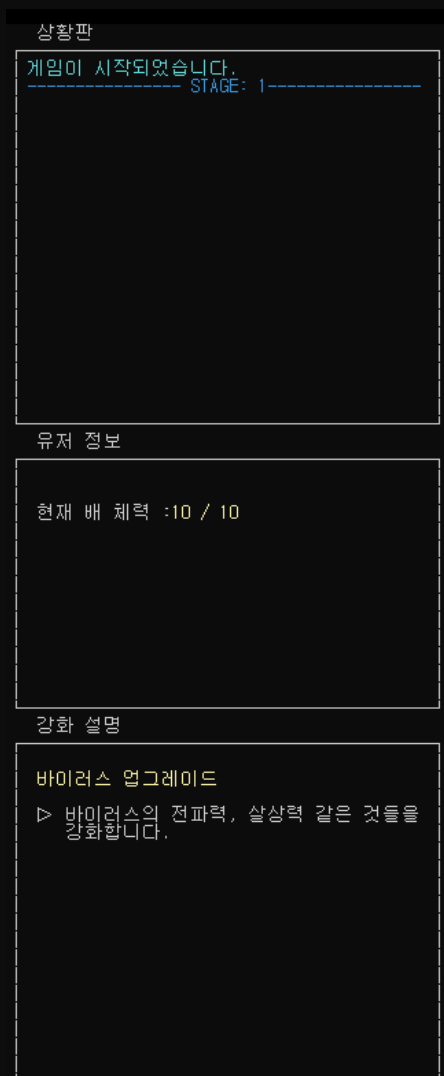 상황판
게임이 시작되었습니다.
---------------- STAGE: 1----------------
유저 정보
현재 배 체력 :10 / 10
강화 설명
바이러스 업그레이드
▷ 바이러스의 전파력, 살상력 같은 것들을
강화합니다.